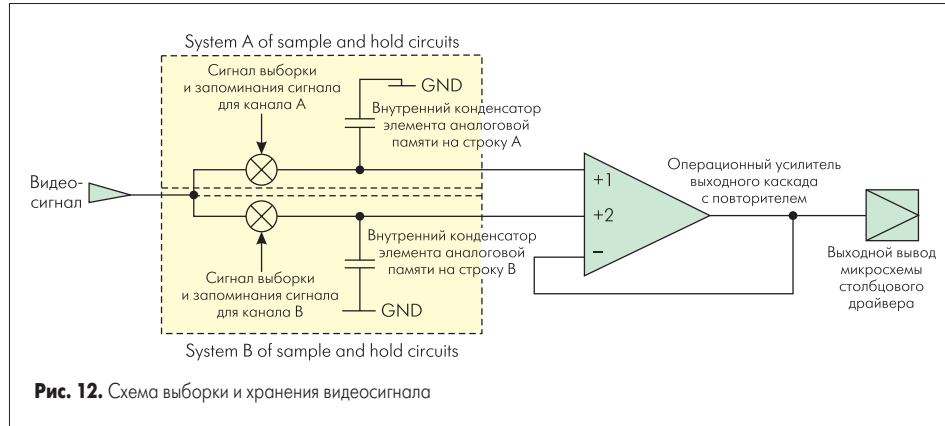 System A of sample and hold circuits
Сигнал выборки
и запоминания сигнала
для канала А
GND
Внутренний конденсатор
элемента аналоговой
памяти на строку А
Видео-
сигнал
+1
+2
–
Операционный усилитель
выходного каскада
с повторителем
Выходной вывод
микросхемы
столбцового
драйвера
Внутренний конденсатор
элемента аналоговой
памяти на строку В
Сигнал выборки
и запоминания сигнала
для канала В
GND
System B of sample and hold circuits
Рис. 12. Схема выборки и хранения видеосигнала